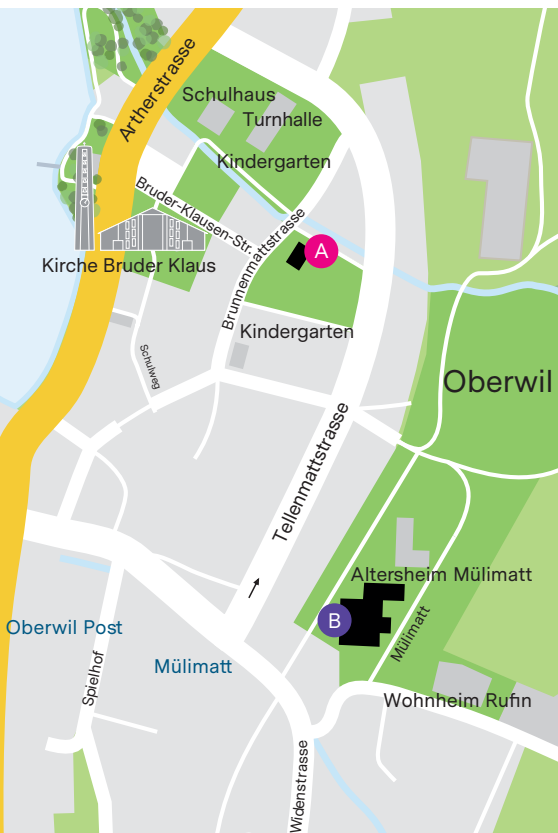 Artherstrasse
Schulhaus
Turnhalle
Kindergarten
Bruder-Klausen-Str.
Brunnenmattstrasse
A
Kirche Bruder Klaus
Kindergarten
Schulweg
Oberwil
Tellenmattstrasse
Altersheim Mülimatt
B
Mülimatt
Oberwil Post
Mülimatt
Spielhof
Wohnheim Rufin
Widenstrasse